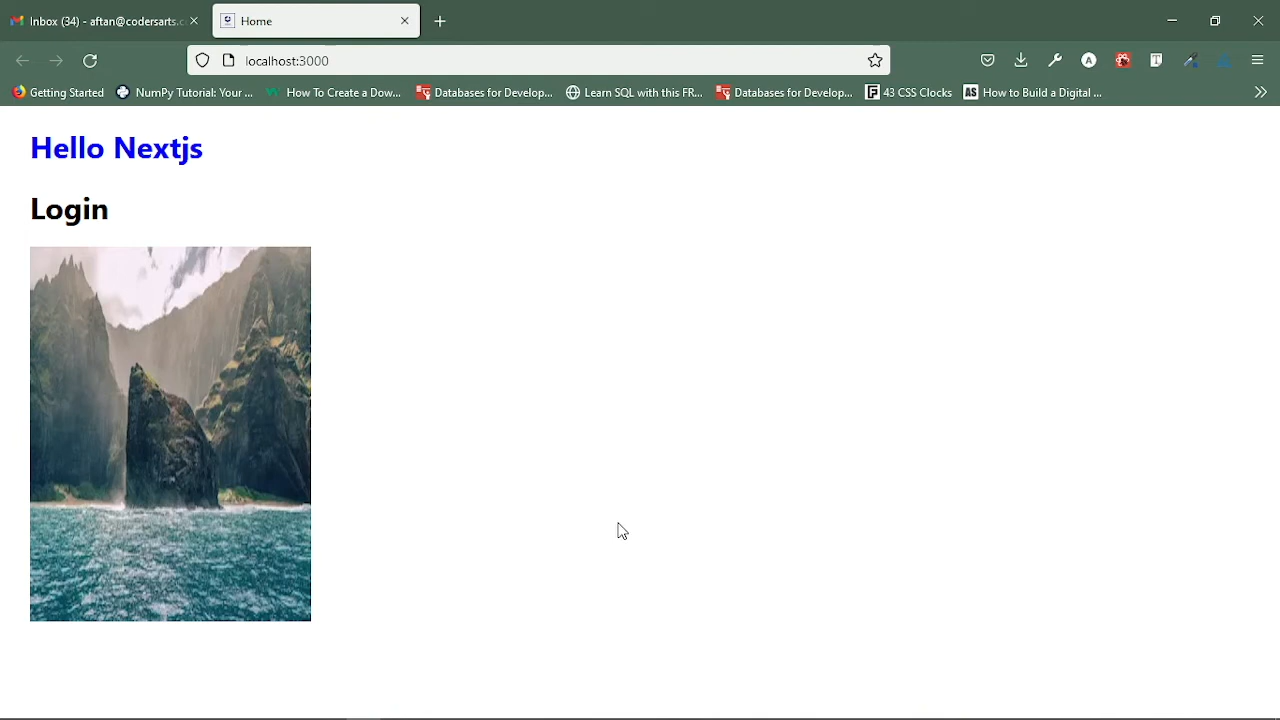 Inbox (34) - aftan@codersarts.c
Home
localhost:3000
Getting Started
NumPy Tutorial: Your ...
How To Create a Dow...
Databases for Develop...
Learn SQL with this FR...
Databases for Develop...
43 CSS Clocks
AS
How to Build a Digital ...
Hello Nextjs
Login